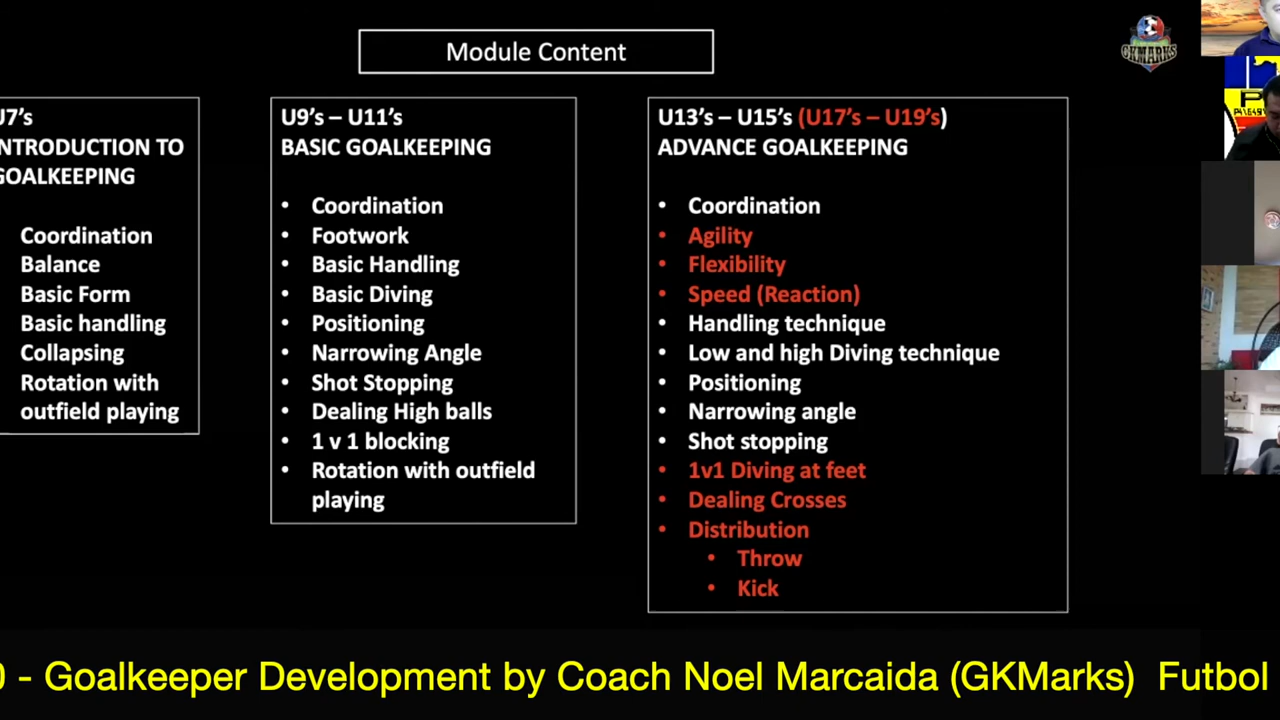 Module Content
GKMARKS
U7's
INTRODUCTION TO
GOALKEEPING
Coordination
Balance
Basic Form
Basic handling
Collapsing
Rotation with
outfield playing
U9's – U11's
BASIC GOALKEEPING
• Coordination
• Footwork
• Basic Handling
• Basic Diving
• Positioning
• Narrowing Angle
• Shot Stopping
• Dealing High balls
• 1 v 1 blocking
• Rotation with outfield
playing
U13's – U15's (U17's – U19's)
ADVANCE GOALKEEPING
• Coordination
• Agility
• Flexibility
• Speed (Reaction)
• Handling technique
• Low and high Diving technique
• Positioning
• Narrowing angle
• Shot stopping
• 1v1 Diving at feet
• Dealing Crosses
• Distribution
• Throw
• Kick
- Goalkeeper Development by Coach Noel Marcaida (GKMarks) Futbol